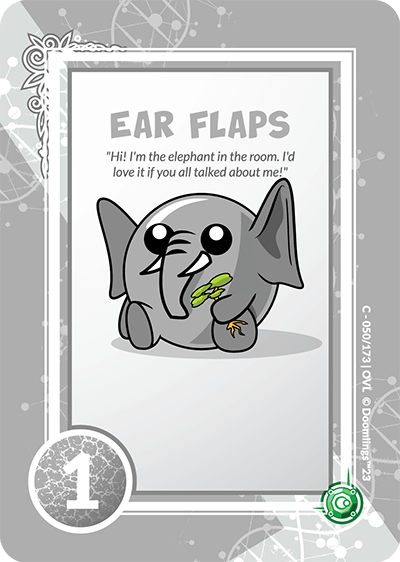 EAR FLAPS
"Hi! I'm the elephant in the room. I'd
love it if you all talked about me!"
C - 050/173 | OVL © Doomlings™23
1